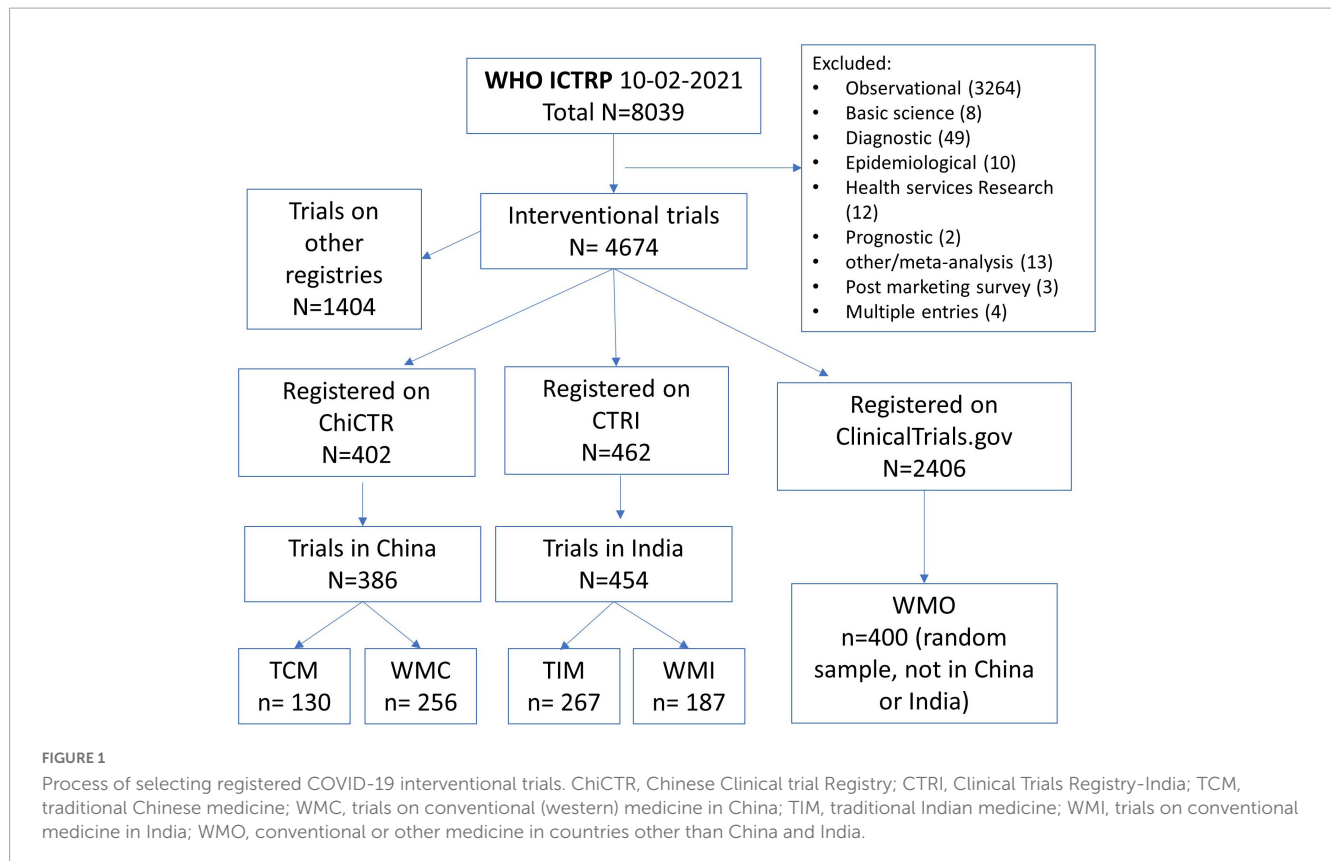 WHO ICTRP 10-02-2021
Total N=8039
Excluded:
• Observational (3264)
• Basic science (8)
• Diagnostic (49)
• Epidemiological (10)
• Health services Research
(12)
• Prognostic (2)
• other/meta-analysis (13)
• Post marketing survey (3)
• Multiple entries (4)
Trials on
other
registries
N=1404
Interventional trials
N= 4674
Registered on
ChiCTR
N=402
Registered on
CTRI
N=462
Registered on
ClinicalTrials.gov
N=2406
Trials in China
N=386
Trials in India
N=454
WMO
n=400 (random
sample, not in China
or India)
TCM
n= 130
WMC
n= 256
TIM
n= 267
WMI
n= 187
FIGURE 1
Process of selecting registered COVID-19 interventional trials. ChiCTR, Chinese Clinical trial Registry; CTRI, Clinical Trials Registry-India; TCM,
traditional Chinese medicine; WMC, trials on conventional (western) medicine in China; TIM, traditional Indian medicine; WMI, trials on conventional
medicine in India; WMO, conventional or other medicine in countries other than China and India.